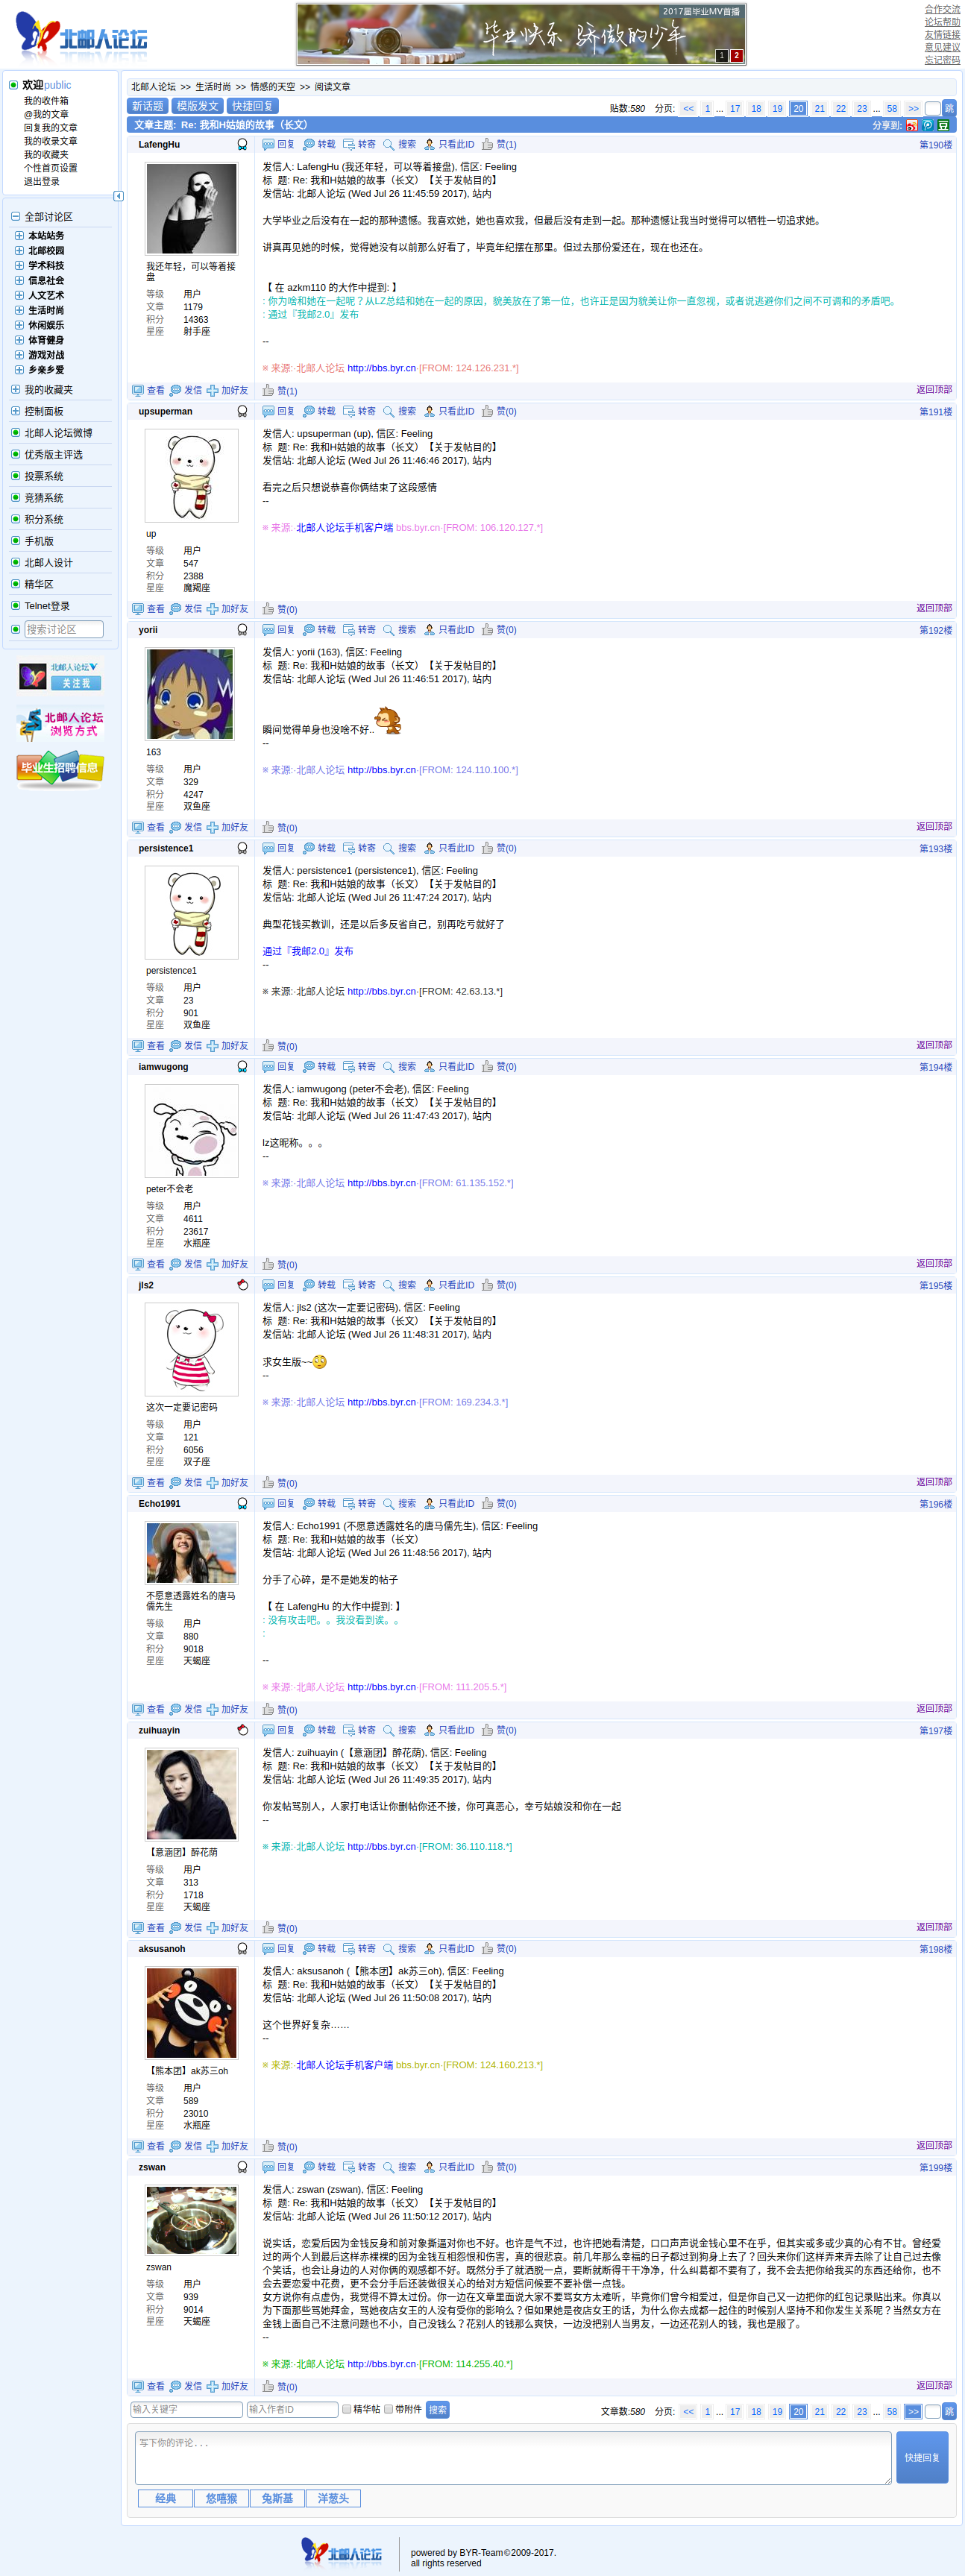 北邮人论坛
2017届毕业MV首播
毕业快乐 骄傲的少年
1 2
合作交流
论坛帮助
友情链接
意见建议
忘记密码
欢迎public
我的收件箱
@我的文章
回复我的文章
我的收录文章
我的收藏夹
个性首页设置
退出登录
全部讨论区
本站站务
北邮校园
学术科技
信息社会
人文艺术
生活时尚
休闲娱乐
体育健身
游戏对战
乡亲乡爱
我的收藏夹
控制面板
北邮人论坛微博
优秀版主评选
投票系统
竞猜系统
积分系统
手机版
北邮人设计
精华区
Telnet登录
搜索讨论区
北邮人论坛
关注我
北邮人论坛
浏览方式
毕业生招聘信息
北邮人论坛 >> 生活时尚 >> 情感的天空 >> 阅读文章
新话题 模版发文 快捷回复
贴数:580 分页: << 1 ... 17 18 19 20 21 22 23 ... 58 >> 跳
文章主题: Re: 我和H姑娘的故事（长文）
分享到:
LafengHu
回复 转载 转寄 搜索 只看此ID 赞(1) 第190楼
我还年轻，可以等着接盘
等级 用户
文章 1179
积分 14363
星座 射手座
发信人: LafengHu (我还年轻，可以等着接盘), 信区: Feeling
标 题: Re: 我和H姑娘的故事（长文）【关于发帖目的】
发信站: 北邮人论坛 (Wed Jul 26 11:45:59 2017), 站内
大学毕业之后没有在一起的那种遗憾。我喜欢她，她也喜欢我，但最后没有走到一起。那种遗憾让我当时觉得可以牺牲一切追求她。
讲真再见她的时候，觉得她没有以前那么好看了，毕竟年纪摆在那里。但过去那份爱还在，现在也还在。
【 在 azkm110 的大作中提到: 】
: 你为啥和她在一起呢？从LZ总结和她在一起的原因，貌美放在了第一位，也许正是因为貌美让你一直忽视，或者说逃避你们之间不可调和的矛盾吧。
: 通过『我邮2.0』发布
--
※ 来源:·北邮人论坛 http://bbs.byr.cn·[FROM: 124.126.231.*]
查看 发信 加好友 赞(1) 返回顶部
upsuperman
回复 转载 转寄 搜索 只看此ID 赞(0) 第191楼
up
等级 用户
文章 547
积分 2388
星座 魔羯座
发信人: upsuperman (up), 信区: Feeling
标 题: Re: 我和H姑娘的故事（长文）【关于发帖目的】
发信站: 北邮人论坛 (Wed Jul 26 11:46:46 2017), 站内
看完之后只想说恭喜你俩结束了这段感情
--
※ 来源:·北邮人论坛手机客户端 bbs.byr.cn·[FROM: 106.120.127.*]
查看 发信 加好友 赞(0) 返回顶部
yorii
回复 转载 转寄 搜索 只看此ID 赞(0) 第192楼
163
等级 用户
文章 329
积分 4247
星座 双鱼座
发信人: yorii (163), 信区: Feeling
标 题: Re: 我和H姑娘的故事（长文）【关于发帖目的】
发信站: 北邮人论坛 (Wed Jul 26 11:46:51 2017), 站内
瞬间觉得单身也没啥不好..
--
※ 来源:·北邮人论坛 http://bbs.byr.cn·[FROM: 124.110.100.*]
查看 发信 加好友 赞(0) 返回顶部
persistence1
回复 转载 转寄 搜索 只看此ID 赞(0) 第193楼
persistence1
等级 用户
文章 23
积分 901
星座 双鱼座
发信人: persistence1 (persistence1), 信区: Feeling
标 题: Re: 我和H姑娘的故事（长文）【关于发帖目的】
发信站: 北邮人论坛 (Wed Jul 26 11:47:24 2017), 站内
典型花钱买教训，还是以后多反省自己，别再吃亏就好了
通过『我邮2.0』发布
--
※ 来源:·北邮人论坛 http://bbs.byr.cn·[FROM: 42.63.13.*]
查看 发信 加好友 赞(0) 返回顶部
iamwugong
回复 转载 转寄 搜索 只看此ID 赞(0) 第194楼
peter不会老
等级 用户
文章 4611
积分 23617
星座 水瓶座
发信人: iamwugong (peter不会老), 信区: Feeling
标 题: Re: 我和H姑娘的故事（长文）【关于发帖目的】
发信站: 北邮人论坛 (Wed Jul 26 11:47:43 2017), 站内
lz这昵称。。。
--
※ 来源:·北邮人论坛 http://bbs.byr.cn·[FROM: 61.135.152.*]
查看 发信 加好友 赞(0) 返回顶部
jls2
回复 转载 转寄 搜索 只看此ID 赞(0) 第195楼
这次一定要记密码
等级 用户
文章 121
积分 6056
星座 双子座
发信人: jls2 (这次一定要记密码), 信区: Feeling
标 题: Re: 我和H姑娘的故事（长文）【关于发帖目的】
发信站: 北邮人论坛 (Wed Jul 26 11:48:31 2017), 站内
求女生版~~
--
※ 来源:·北邮人论坛 http://bbs.byr.cn·[FROM: 169.234.3.*]
查看 发信 加好友 赞(0) 返回顶部
Echo1991
回复 转载 转寄 搜索 只看此ID 赞(0) 第196楼
不愿意透露姓名的唐马儒先生
等级 用户
文章 880
积分 9018
星座 天蝎座
发信人: Echo1991 (不愿意透露姓名的唐马儒先生), 信区: Feeling
标 题: Re: 我和H姑娘的故事（长文）
发信站: 北邮人论坛 (Wed Jul 26 11:48:56 2017), 站内
分手了心碎，是不是她发的帖子
【 在 LafengHu 的大作中提到: 】
: 没有攻击吧。。我没看到诶。。
:
--
※ 来源:·北邮人论坛 http://bbs.byr.cn·[FROM: 111.205.5.*]
查看 发信 加好友 赞(0) 返回顶部
zuihuayin
回复 转载 转寄 搜索 只看此ID 赞(0) 第197楼
【意涵团】醉花荫
等级 用户
文章 313
积分 1718
星座 天蝎座
发信人: zuihuayin (【意涵团】醉花荫), 信区: Feeling
标 题: Re: 我和H姑娘的故事（长文）【关于发帖目的】
发信站: 北邮人论坛 (Wed Jul 26 11:49:35 2017), 站内
你发帖骂别人，人家打电话让你删帖你还不接，你可真恶心，幸亏姑娘没和你在一起
--
※ 来源:·北邮人论坛 http://bbs.byr.cn·[FROM: 36.110.118.*]
查看 发信 加好友 赞(0) 返回顶部
aksusanoh
回复 转载 转寄 搜索 只看此ID 赞(0) 第198楼
【熊本团】ak苏三oh
等级 用户
文章 589
积分 23010
星座 水瓶座
发信人: aksusanoh (【熊本团】ak苏三oh), 信区: Feeling
标 题: Re: 我和H姑娘的故事（长文）【关于发帖目的】
发信站: 北邮人论坛 (Wed Jul 26 11:50:08 2017), 站内
这个世界好复杂……
--
※ 来源:·北邮人论坛手机客户端 bbs.byr.cn·[FROM: 124.160.213.*]
查看 发信 加好友 赞(0) 返回顶部
zswan
回复 转载 转寄 搜索 只看此ID 赞(0) 第199楼
zswan
等级 用户
文章 939
积分 9014
星座 天蝎座
发信人: zswan (zswan), 信区: Feeling
标 题: Re: 我和H姑娘的故事（长文）【关于发帖目的】
发信站: 北邮人论坛 (Wed Jul 26 11:50:12 2017), 站内
说实话，恋爱后因为金钱反身和前对象撕逼对你也不好。也许是气不过，也许把她看清楚，口口声声说金钱心里不在乎，但其实或多或少真的心有不甘。曾经爱
过的两个人到最后这样赤裸裸的因为金钱互相怨恨和伤害，真的很悲哀。前几年那么幸福的日子都过到狗身上去了？回头来你们这样弄来弄去除了让自己过去像
个笑话，也会让身边的人对你俩的观感都不好。既然分手了就洒脱一点，要断就断得干干净净，什么纠葛都不要有了，我不会去把你给我买的东西还给你，也不
会去要恋爱中花费，更不会分手后还装做很关心的给对方短信问候要不要补偿一点钱。
女方说你有点虚伪，我觉得不算太过份。你一边在文章里面说大家不要骂女方太难听，毕竟你们曾今相爱过，但是你自己又一边把你的红包记录贴出来。你真以
为下面那些骂她拜金，骂她夜店女王的人没有受你的影响么？但如果她是夜店女王的话，为什么你去成都一起住的时候别人坚持不和你发生关系呢？当然女方在
金钱上面自己不注意问题也不小，自己没钱么？花别人的钱那么爽快，一边没把别人当男友，一边还花别人的钱，我也是服了。
--
※ 来源:·北邮人论坛 http://bbs.byr.cn·[FROM: 114.255.40.*]
查看 发信 加好友 赞(0) 返回顶部
输入关键字 输入作者ID 精华帖 带附件 搜索
文章数:580 分页: << 1 ... 17 18 19 20 21 22 23 ... 58 >> 跳
写下你的评论...
快捷回复
经典 悠嘻猴 兔斯基 洋葱头
北邮人论坛
powered by BYR-Team©2009-2017.
all rights reserved